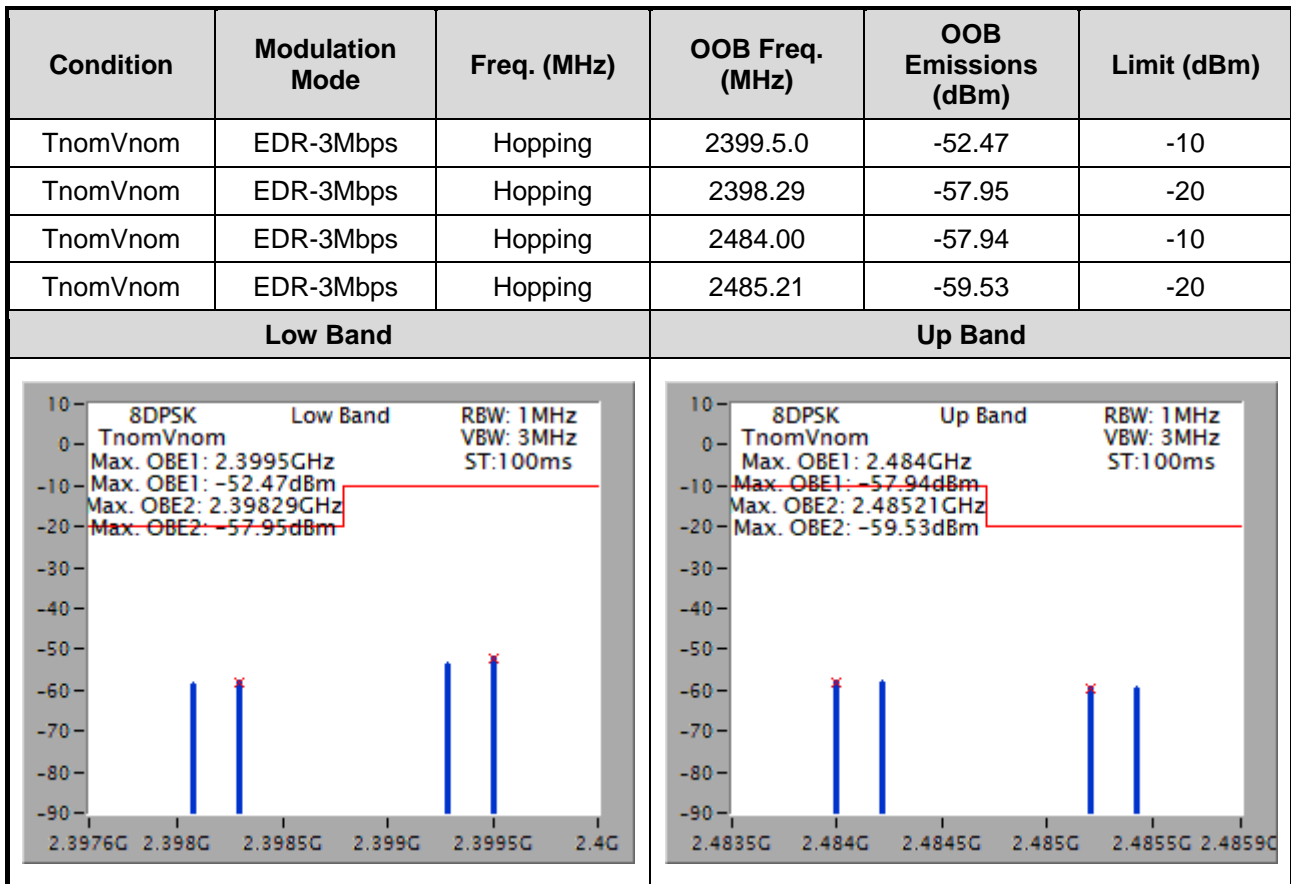 Condition Modulation Mode Freq. (MHz) OOB Freq. (MHz) OOB Emissions (dBm) Limit (dBm)
TnomVnom EDR-3Mbps Hopping 2399.5.0 -52.47 -10
TnomVnom EDR-3Mbps Hopping 2398.29 -57.95 -20
TnomVnom EDR-3Mbps Hopping 2484.00 -57.94 -10
TnomVnom EDR-3Mbps Hopping 2485.21 -59.53 -20
Low Band Up Band
10
8DPSK Low Band RBW: 1MHz
0
TnomVnom VBW: 3MHz
Max. OBE1: 2.3995GHz ST:100ms
-10
Max. OBE1: -52.47dBm
Max. OBE2: 2.39829GHz
-20
Max. OBE2: -57.95dBm
-30
-40
-50
-60
-70
-80
-90
2.3976G 2.398G 2.3985G 2.399G 2.3995G 2.4G
10
8DPSK Up Band RBW: 1MHz
0
TnomVnom VBW: 3MHz
Max. OBE1: 2.484GHz ST:100ms
-10
Max. OBE1: -57.94dBm
Max. OBE2: 2.48521GHz
-20
Max. OBE2: -59.53dBm
-30
-40
-50
-60
-70
-80
-90
2.4835G 2.484G 2.4845G 2.485G 2.4855G 2.4859G